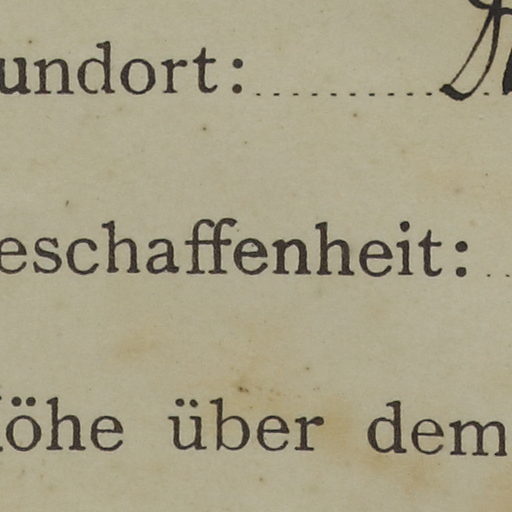 undort:
eschaffenheit:
öhe über dem